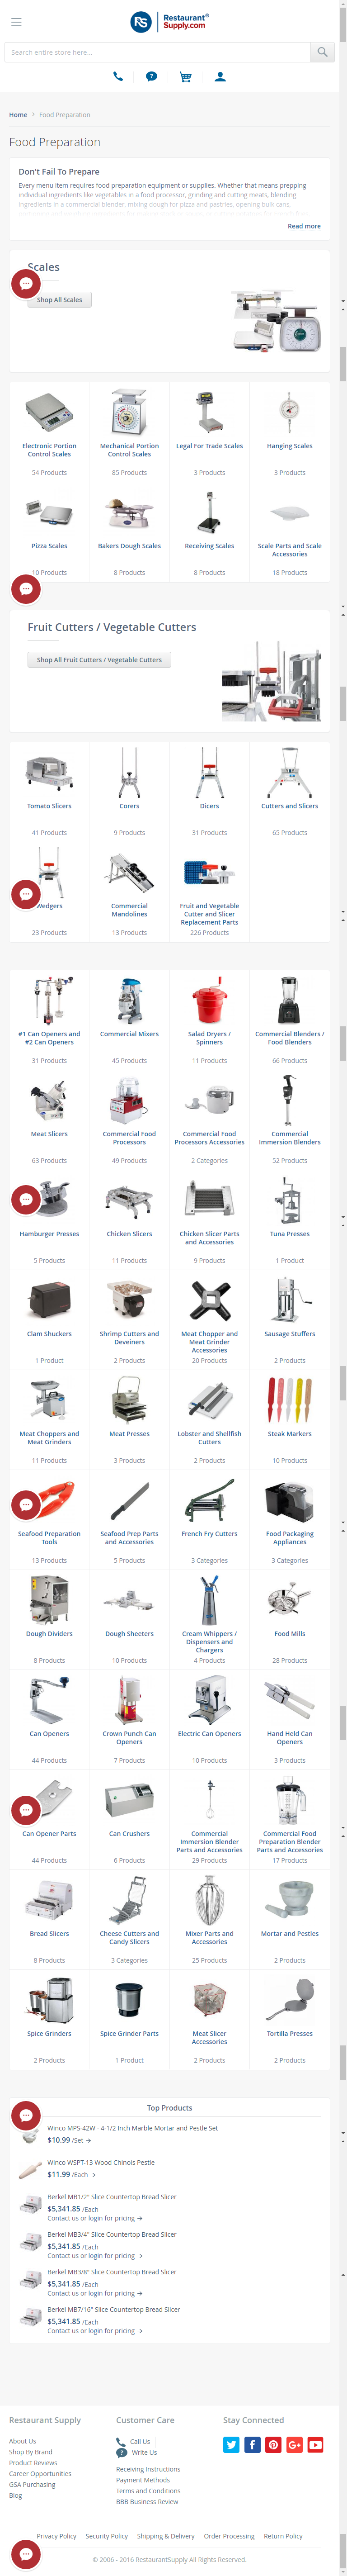 RS Restaurant® Supply.com
Search entire store here...
Home > Food Preparation
Food Preparation
Don't Fail To Prepare
Every menu item requires food preparation equipment or supplies. Whether that means prepping
individual ingredients like vegetables in a food processor, grinding and cutting meats, blending
ingredients in a commercial blender, mixing dough for pizza and pastries, opening bulk cans,
Read more
Scales
Shop All Scales
Electronic Portion Control Scales
54 Products
Mechanical Portion Control Scales
85 Products
Legal For Trade Scales
3 Products
Hanging Scales
3 Products
Pizza Scales
10 Products
Bakers Dough Scales
8 Products
Receiving Scales
8 Products
Scale Parts and Scale Accessories
18 Products
Fruit Cutters / Vegetable Cutters
Shop All Fruit Cutters / Vegetable Cutters
Tomato Slicers
41 Products
Corers
9 Products
Dicers
31 Products
Cutters and Slicers
65 Products
Wedgers
23 Products
Commercial Mandolines
13 Products
Fruit and Vegetable Cutter and Slicer Replacement Parts
226 Products
#1 Can Openers and #2 Can Openers
31 Products
Commercial Mixers
45 Products
Salad Dryers / Spinners
11 Products
Commercial Blenders / Food Blenders
66 Products
Meat Slicers
63 Products
Commercial Food Processors
49 Products
Commercial Food Processors Accessories
2 Categories
Commercial Immersion Blenders
52 Products
Hamburger Presses
5 Products
Chicken Slicers
11 Products
Chicken Slicer Parts and Accessories
9 Products
Tuna Presses
1 Product
Clam Shuckers
1 Product
Shrimp Cutters and Deveiners
2 Products
Meat Chopper and Meat Grinder Accessories
20 Products
Sausage Stuffers
2 Products
Meat Choppers and Meat Grinders
11 Products
Meat Presses
3 Products
Lobster and Shellfish Cutters
2 Products
Steak Markers
10 Products
Seafood Preparation Tools
13 Products
Seafood Prep Parts and Accessories
5 Products
French Fry Cutters
3 Categories
Food Packaging Appliances
3 Categories
Dough Dividers
8 Products
Dough Sheeters
10 Products
Cream Whippers / Dispensers and Chargers
4 Products
Food Mills
28 Products
Can Openers
44 Products
Crown Punch Can Openers
7 Products
Electric Can Openers
10 Products
Hand Held Can Openers
3 Products
Can Opener Parts
44 Products
Can Crushers
6 Products
Commercial Immersion Blender Parts and Accessories
29 Products
Commercial Food Preparation Blender Parts and Accessories
17 Products
Bread Slicers
8 Products
Cheese Cutters and Candy Slicers
3 Categories
Mixer Parts and Accessories
25 Products
Mortar and Pestles
2 Products
Spice Grinders
2 Products
Spice Grinder Parts
1 Product
Meat Slicer Accessories
2 Products
Tortilla Presses
2 Products
Top Products
Winco MPS-42W - 4-1/2 Inch Marble Mortar and Pestle Set
$10.99 /Set →
Winco WSPT-13 Wood Chinois Pestle
$11.99 /Each →
Berkel MB1/2" Slice Countertop Bread Slicer
$5,341.85 /Each
Contact us or login for pricing →
Berkel MB3/4" Slice Countertop Bread Slicer
$5,341.85 /Each
Contact us or login for pricing →
Berkel MB3/8" Slice Countertop Bread Slicer
$5,341.85 /Each
Contact us or login for pricing →
Berkel MB7/16" Slice Countertop Bread Slicer
$5,341.85 /Each
Contact us or login for pricing →
Restaurant Supply
About Us
Shop By Brand
Product Reviews
Career Opportunities
GSA Purchasing
Blog
Customer Care
Call Us
Write Us
Receiving Instructions
Payment Methods
Terms and Conditions
BBB Business Review
Stay Connected
Privacy Policy Security Policy Shipping & Delivery Order Processing Return Policy
© 2006 - 2016 RestaurantSupply All Rights Reserved.